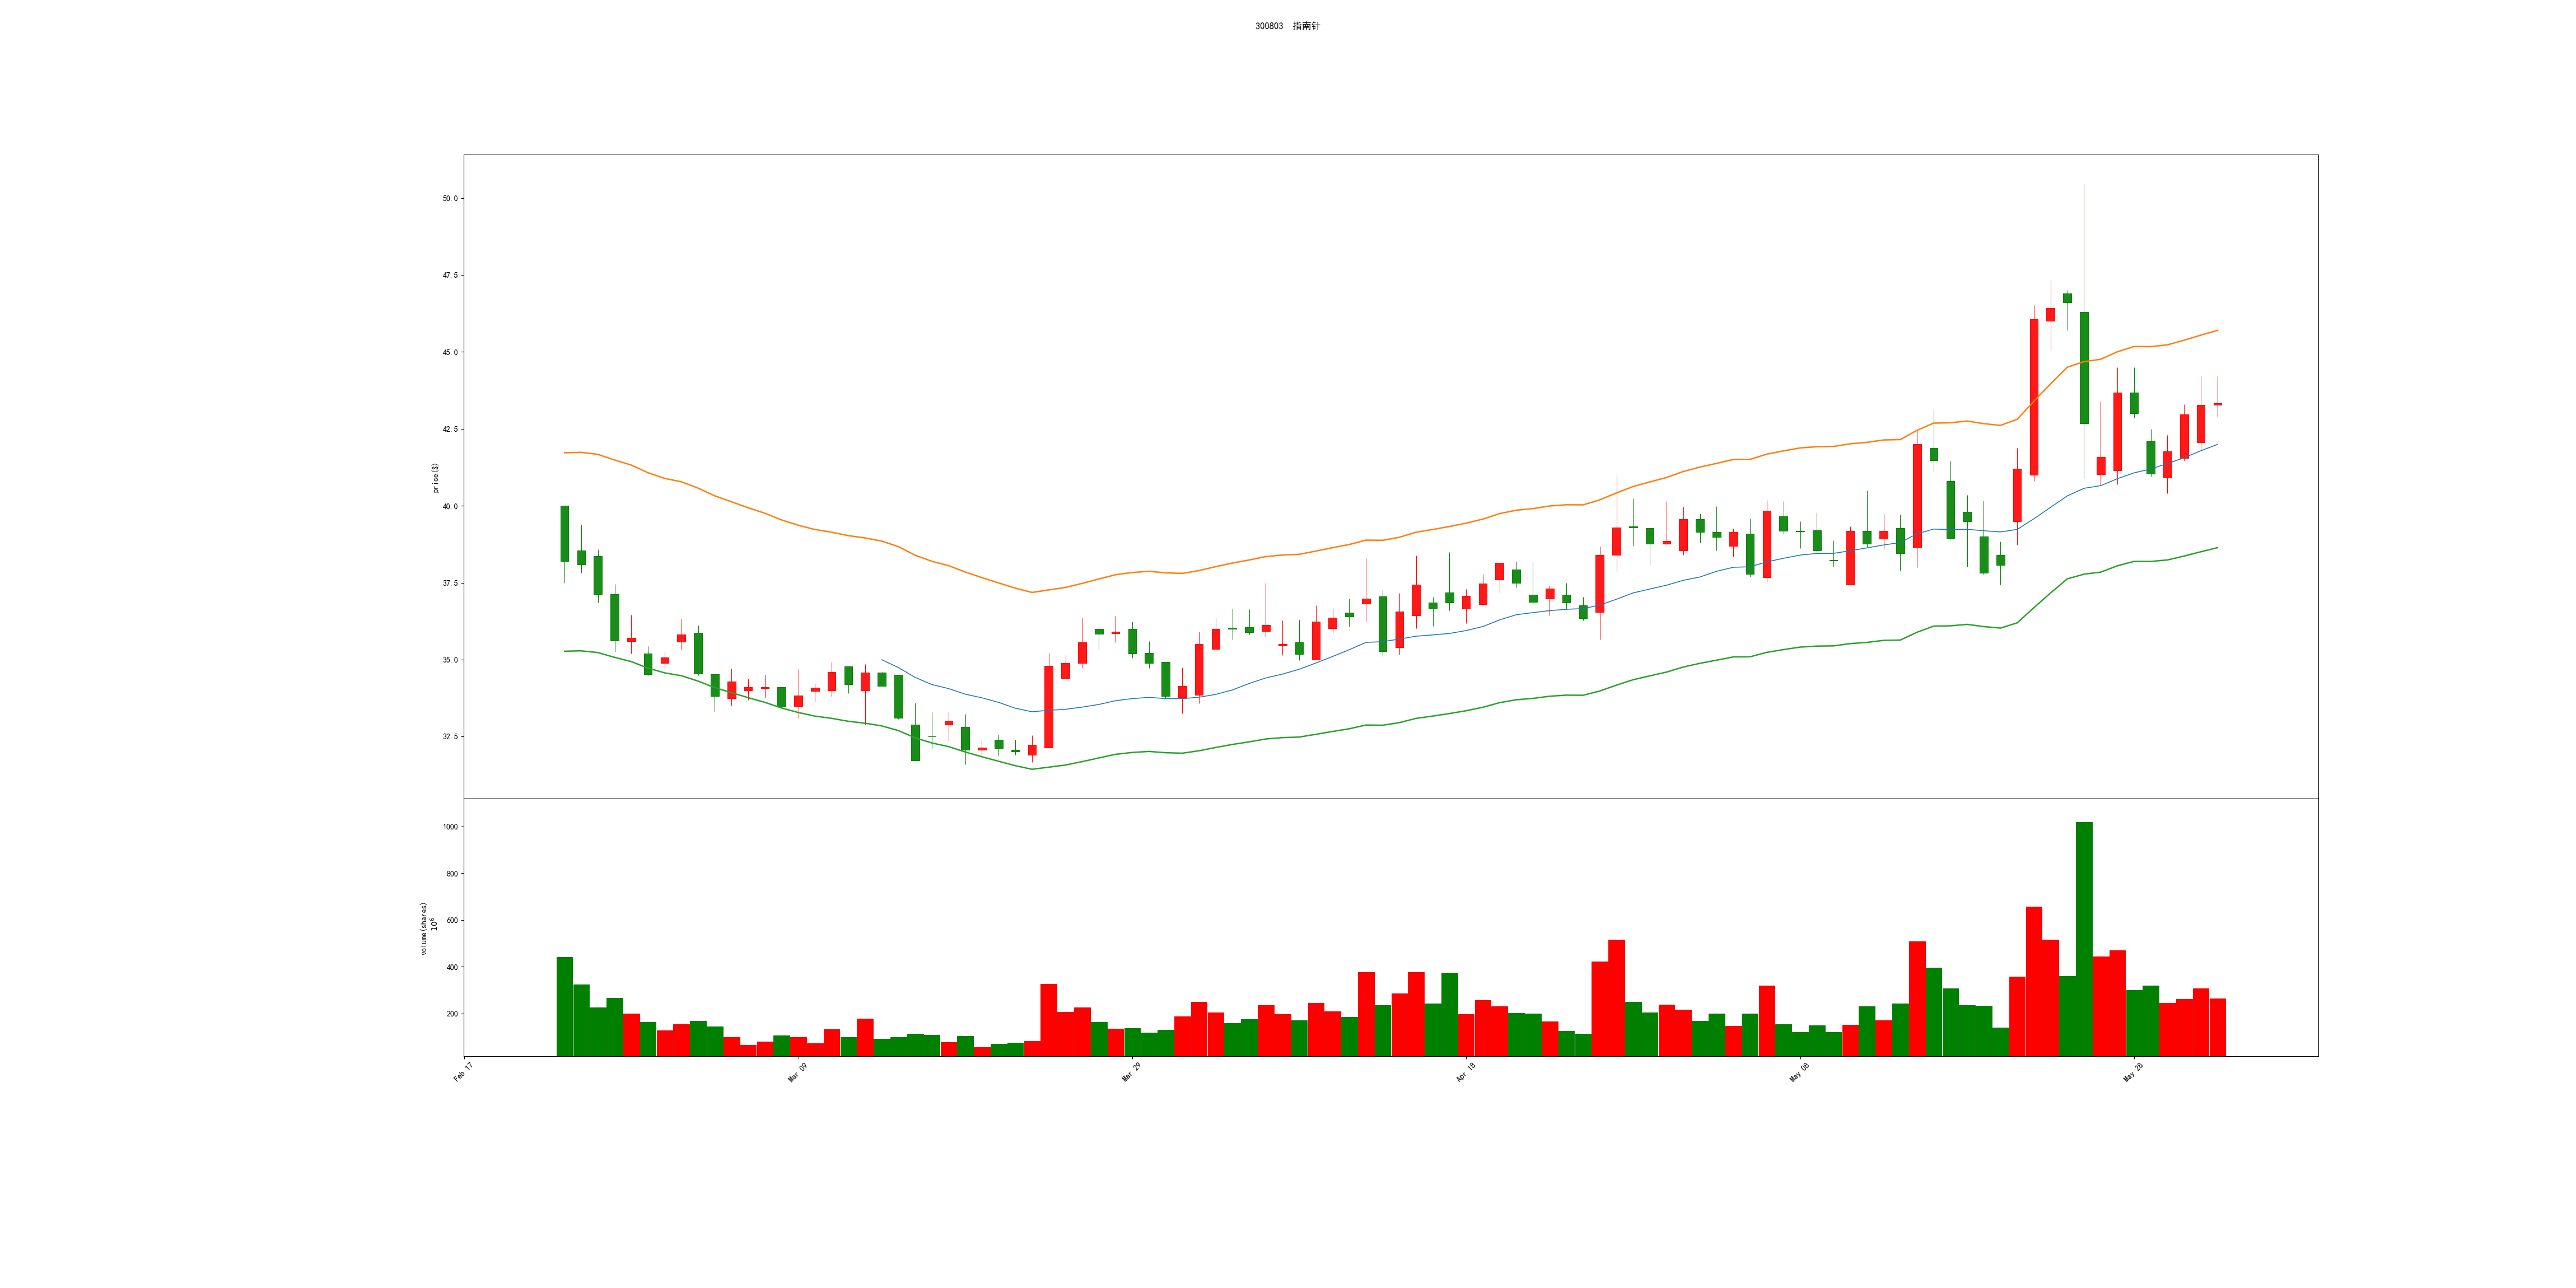 300803  指南针
50.0
47.5
45.0
42.5
40.0
37.5
35.0
32.5
price($)
1000
800
600
400
200
volume(shares)
10^6
Feb 17
Mar 09
Mar 29
Apr 18
May 08
May 28